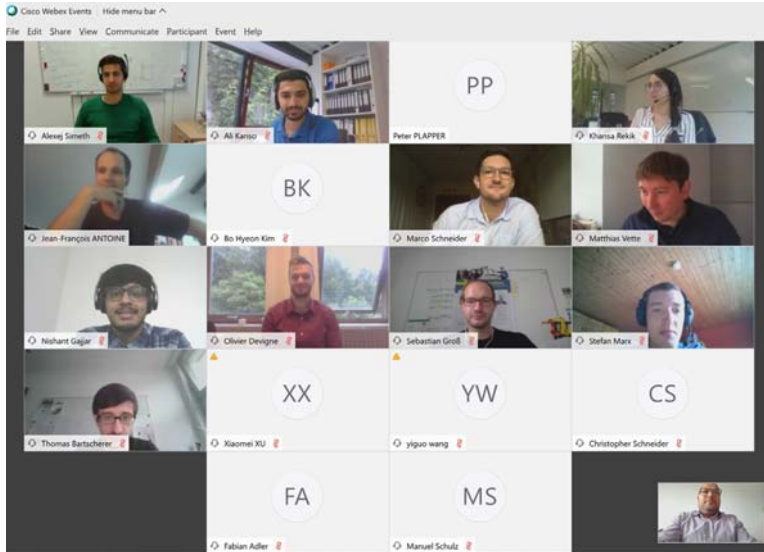 Cisco Webex Events Hide menu bar
File Edit Share View Communicate Participant Event Help
PP
Alexej Simeth Ali Kanso Peter PLAPPER Khansa Rekik
BK
Jean-François ANTOINE Bo Hyeon Kim Marco Schneider Matthias Vette
Nishant Gajjar Olivier Devigne Sebastian Groß Stefan Marx
XX YW CS
Thomas Bartscherer Xiaomei XU yiguo wang Christopher Schneider
FA MS
Fabian Adler Manuel Schulz